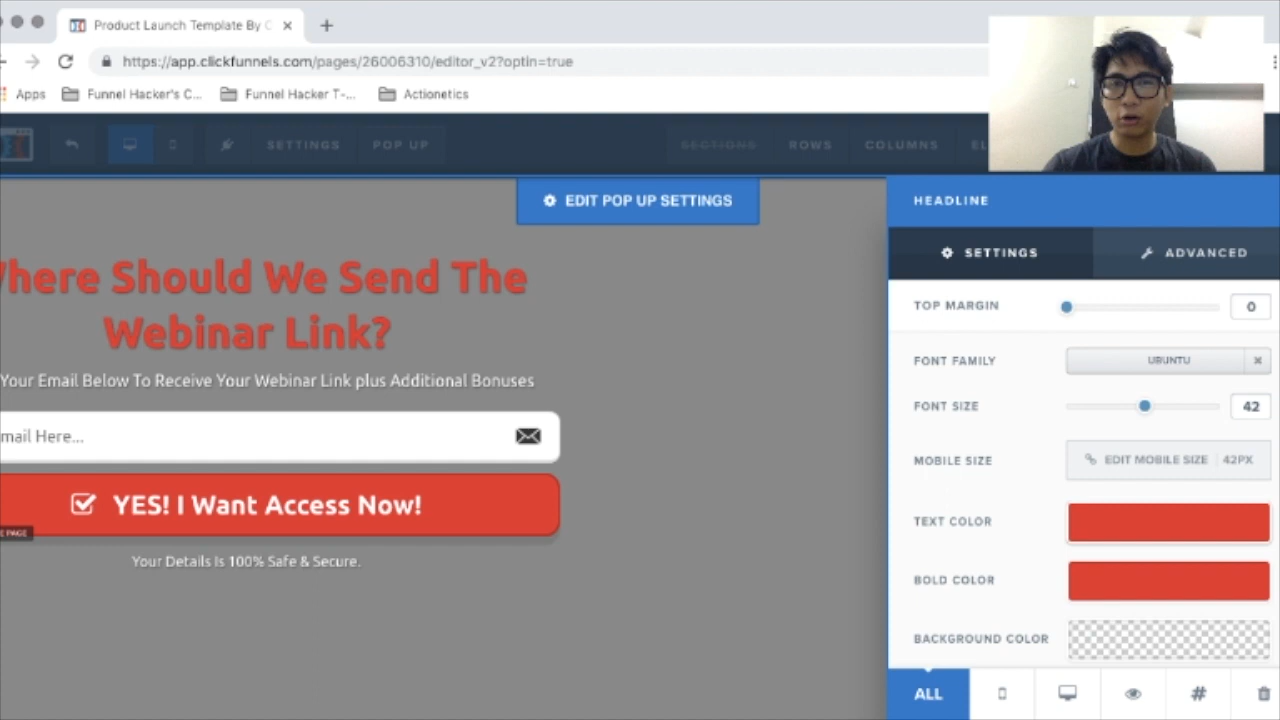 Product Launch Template By C
https://app.clickfunnels.com/pages/26006310/editor_v2?optin=true
Apps
Funnel Hacker's C...
Funnel Hacker T-...
Actionetics
SETTINGS
POP UP
SECTIONS
ROWS
COLUMNS
EL
EDIT POP UP SETTINGS
HEADLINE
SETTINGS
ADVANCED
here Should We Send The
Webinar Link?
Your Email Below To Receive Your Webinar Link plus Additional Bonuses
mail Here...
YES! I Want Access Now!
E PAGE
Your Details Is 100% Safe & Secure.
TOP MARGIN
0
FONT FAMILY
UBUNTU
FONT SIZE
42
MOBILE SIZE
EDIT MOBILE SIZE
42PX
TEXT COLOR
BOLD COLOR
BACKGROUND COLOR
ALL
#